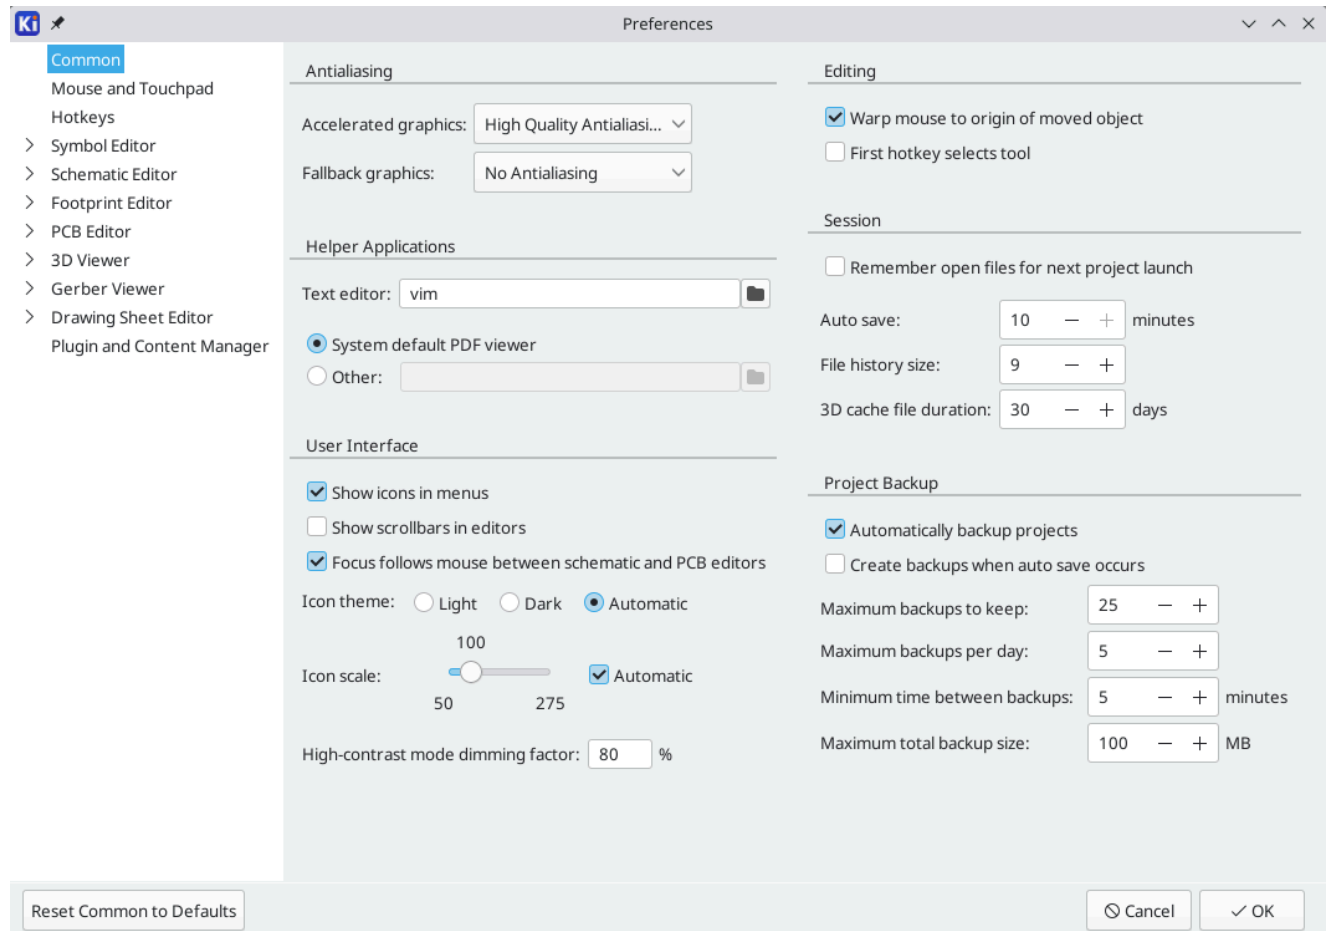 Ki
Preferences
Common
Mouse and Touchpad
Hotkeys
Symbol Editor
Schematic Editor
Footprint Editor
PCB Editor
3D Viewer
Gerber Viewer
Drawing Sheet Editor
Plugin and Content Manager
Antialiasing
Accelerated graphics: High Quality Antialiasi...
Fallback graphics: No Antialiasing
Helper Applications
Text editor: vim
System default PDF viewer
Other:
User Interface
Show icons in menus
Show scrollbars in editors
Focus follows mouse between schematic and PCB editors
Icon theme: Light Dark Automatic
100
Icon scale: Automatic
50 275
High-contrast mode dimming factor: 80 %
Editing
Warp mouse to origin of moved object
First hotkey selects tool
Session
Remember open files for next project launch
Auto save: 10 minutes
File history size: 9
3D cache file duration: 30 days
Project Backup
Automatically backup projects
Create backups when auto save occurs
Maximum backups to keep: 25
Maximum backups per day: 5
Minimum time between backups: 5 minutes
Maximum total backup size: 100 MB
Reset Common to Defaults
Cancel
OK